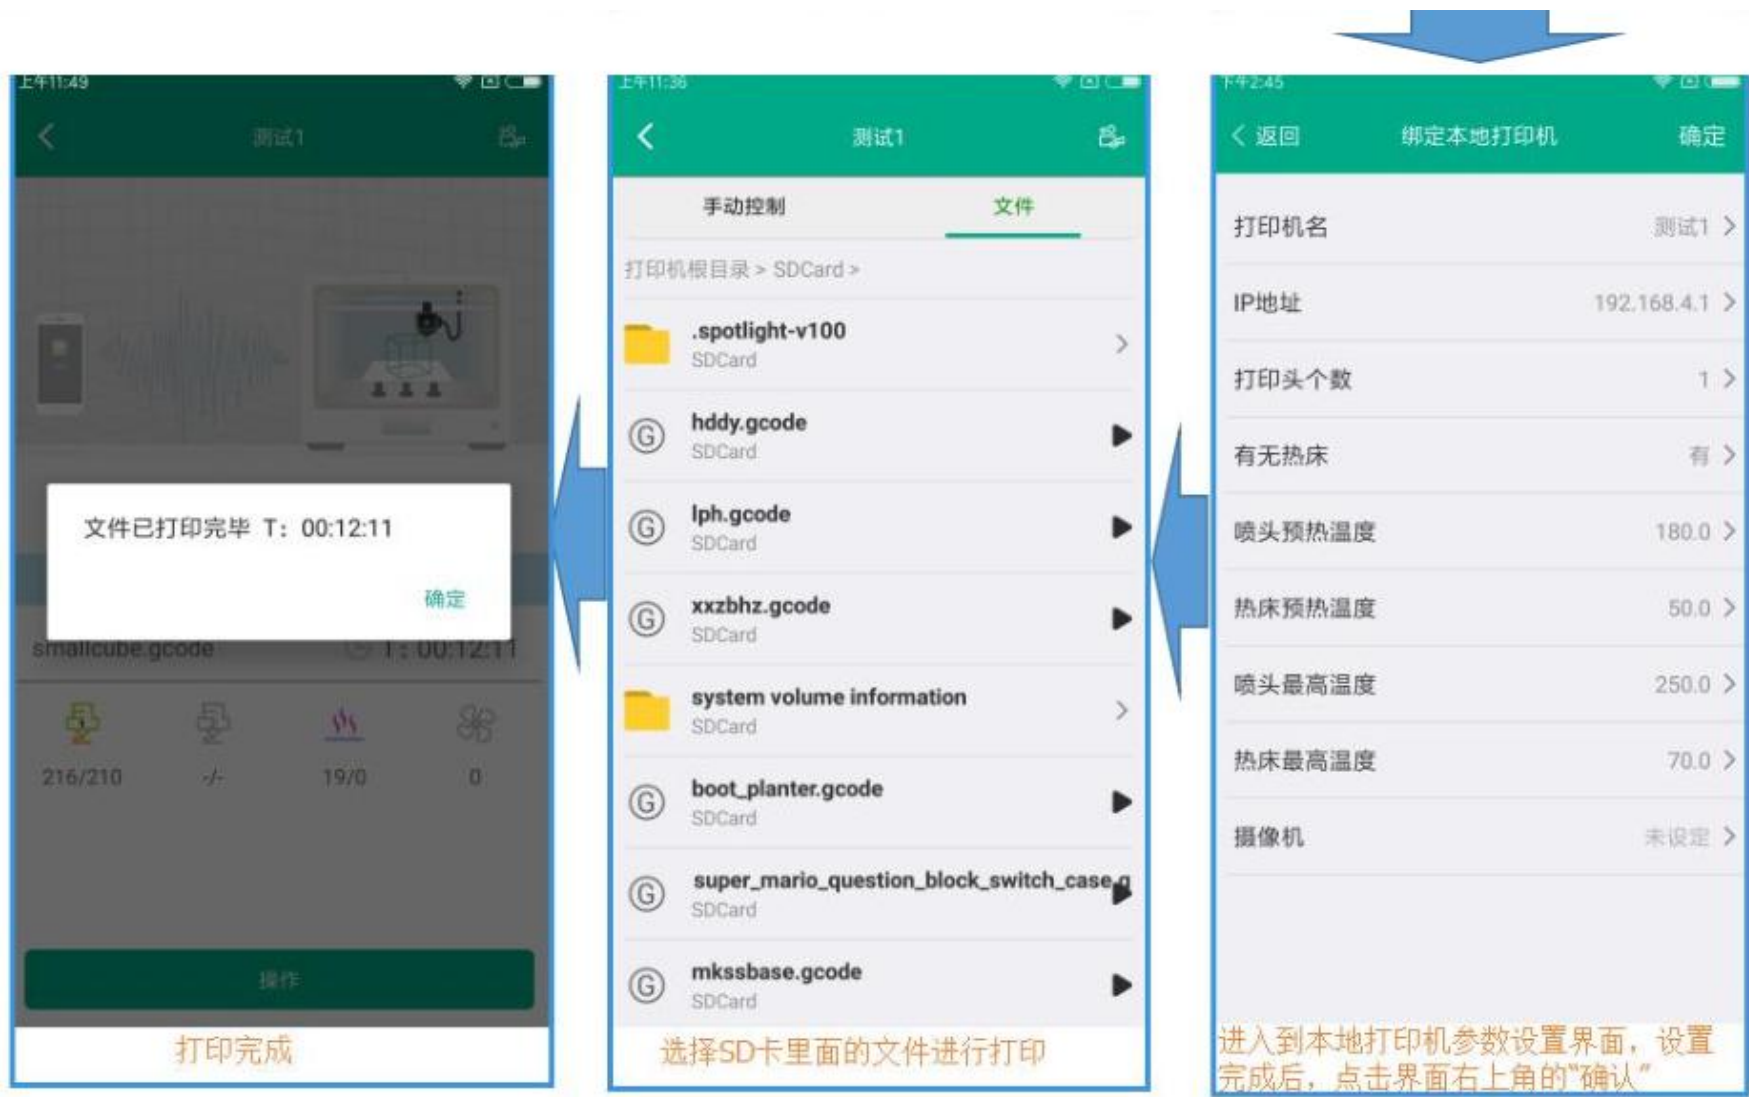 上午11:49
测试1
文件已打印完毕 T: 00:12:11
确定
smallcube.gcode
T: 00:12:11
216/210
-/-
19/0
0
操作
打印完成
上午11:36
测试1
手动控制
文件
打印机根目录 > SDCard >
.spotlight-v100
SDCard
hddy.gcode
SDCard
lph.gcode
SDCard
xxzbhz.gcode
SDCard
system volume information
SDCard
boot_planter.gcode
SDCard
super_mario_question_block_switch_case.g
SDCard
mkssbase.gcode
SDCard
选择SD卡里面的文件进行打印
下午2:45
返回
绑定本地打印机
确定
打印机名
测试1
IP地址
192.168.4.1
打印头个数
1
有无热床
有
喷头预热温度
180.0
热床预热温度
50.0
喷头最高温度
250.0
热床最高温度
70.0
摄像机
未设定
进入到本地打印机参数设置界面，设置
完成后，点击界面右上角的“确认”